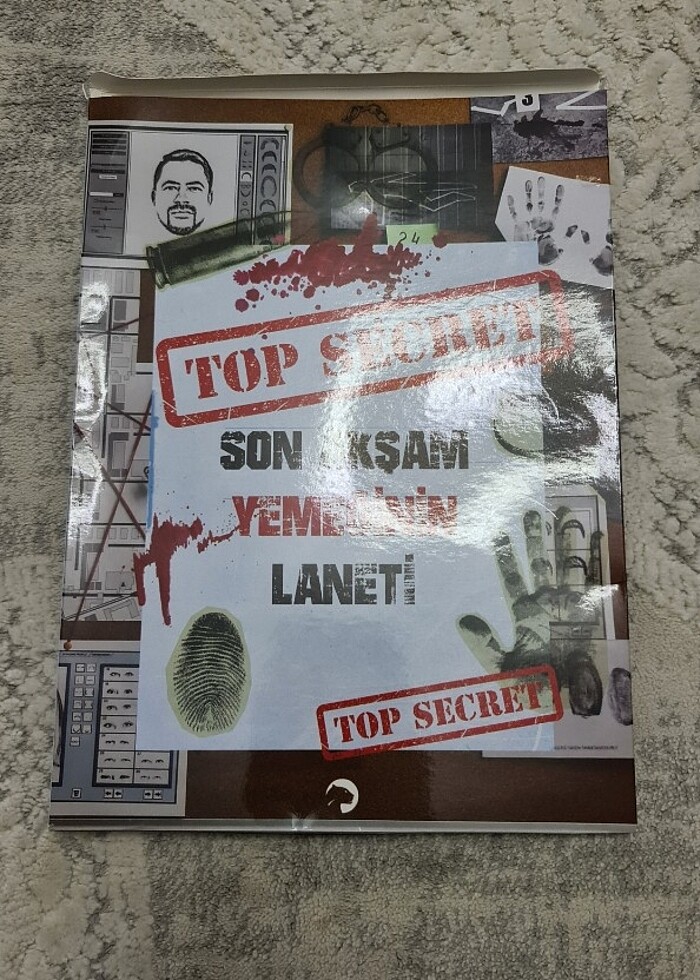 24
TOP SECRET
SON AKŞAM
YEMEĞİNİN
LANETİ
TOP SECRET